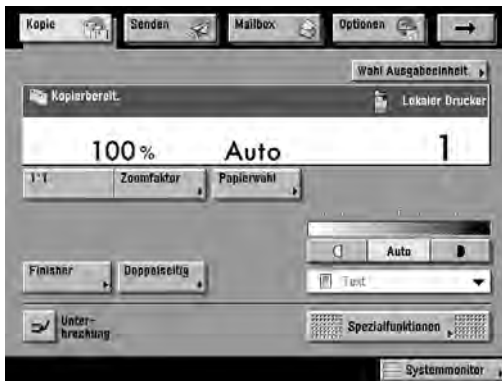 Kopie Senden Mailbox Optionen
Wahl Ausgabeeinheit
Kopierbereit. Lokaler Drucker
100% Auto 1
1:1 Zoomfaktor Papierwahl
Auto
Finisher Doppelseitig
Text
Unter-
brechung
Spezialfunktionen
Systemmonitor